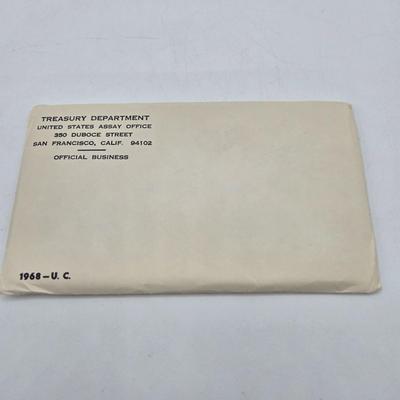 TREASURY DEPARTMENT
UNITED STATES ASSAY OFFICE
350 DUBOCE STREET
SAN FRANCISCO, CALIF. 94102
OFFICIAL BUSINESS
1968 – U. C.